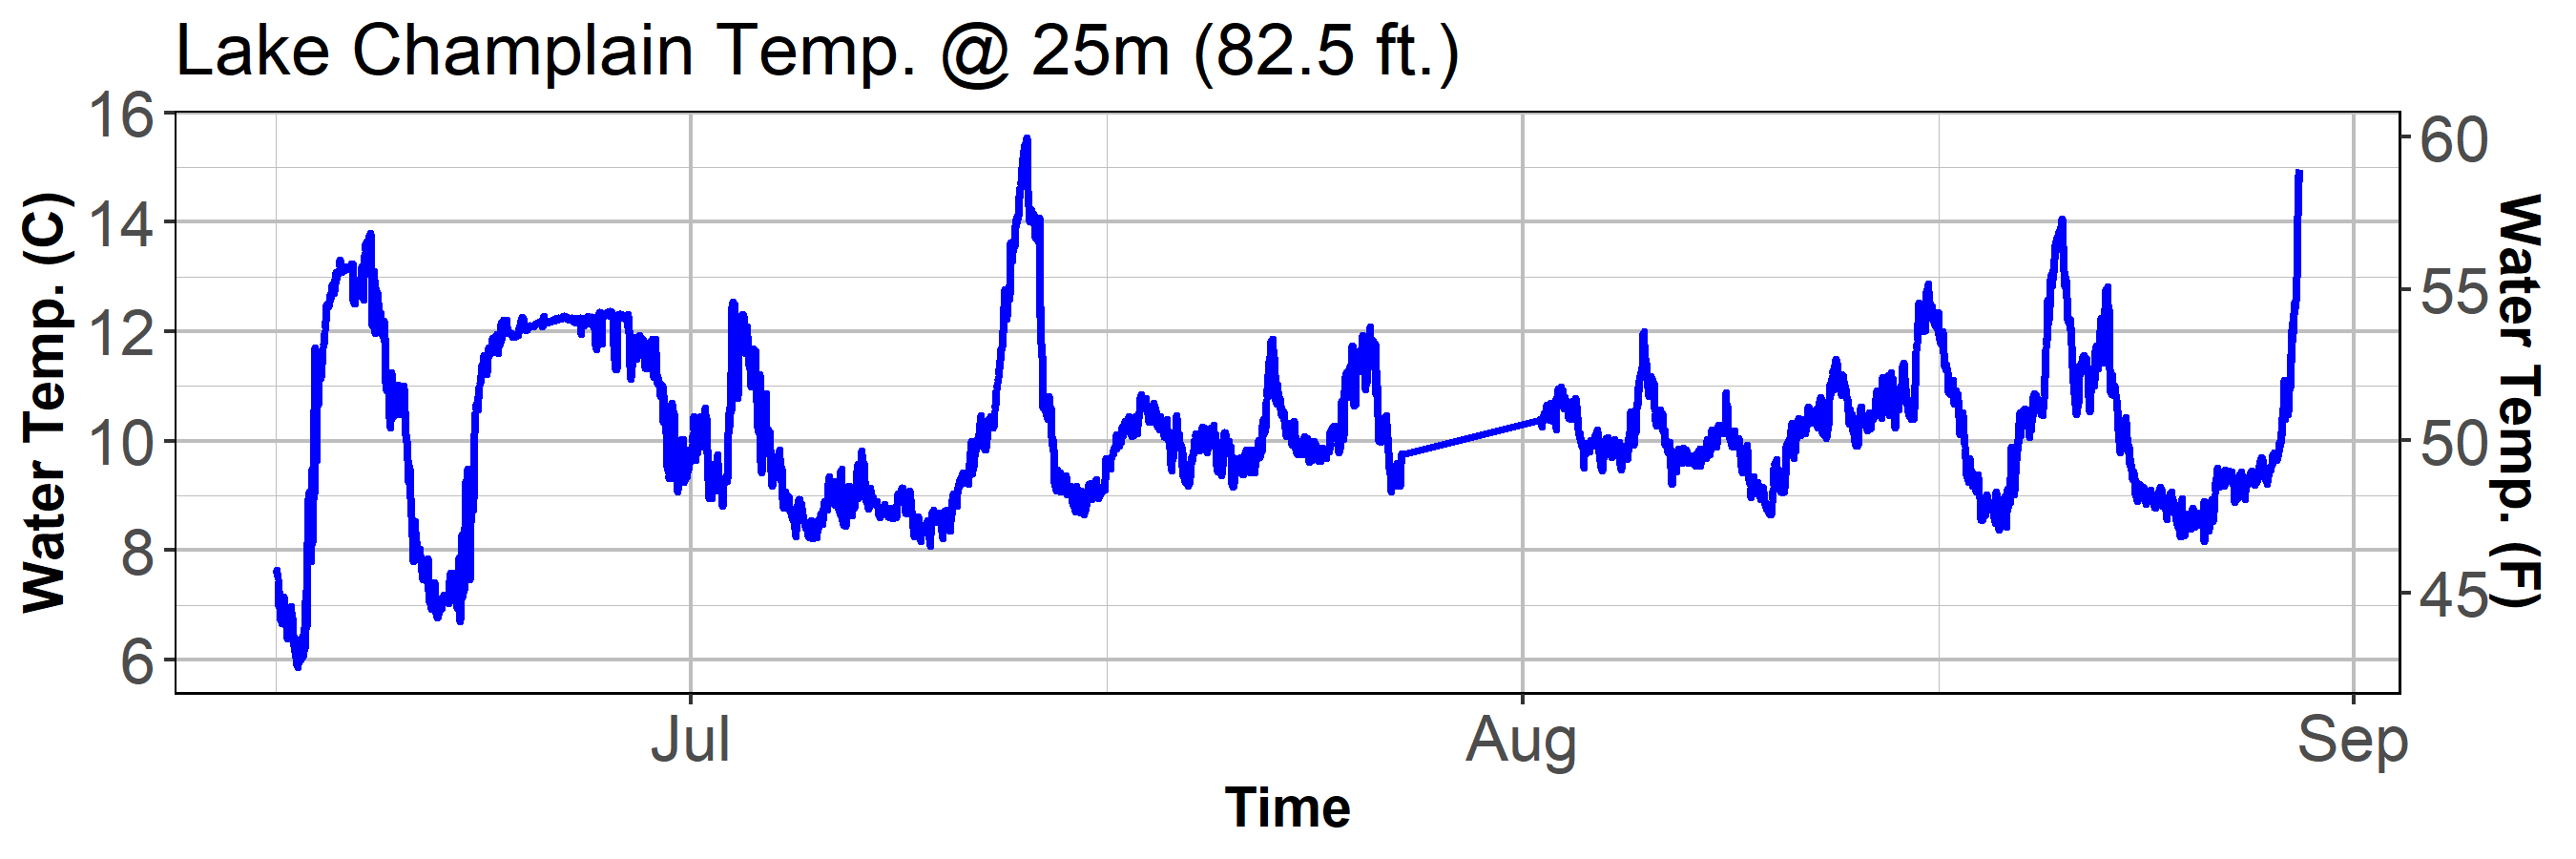 Lake Champlain Temp. @ 25m (82.5 ft.)
Water Temp. (C)
16
14
12
10
8
6
60
55
50
45
Water Temp. (F)
Jul
Aug
Sep
Time